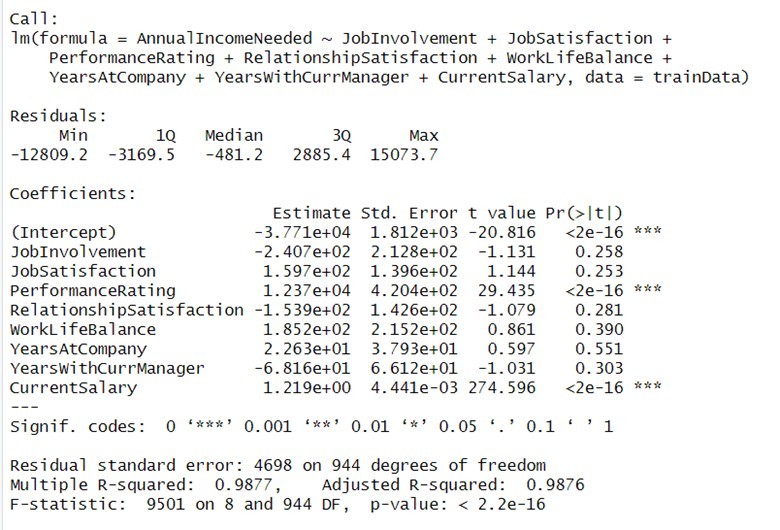 Call:
lm(formula = AnnualIncomeNeeded ~ JobInvolvement + JobSatisfaction +
    PerformanceRating + RelationshipSatisfaction + WorkLifeBalance +
    YearsAtCompany + YearsWithCurrManager + CurrentSalary, data = trainData)

Residuals:
     Min       1Q   Median       3Q      Max
-12809.2  -3169.5   -481.2   2885.4  15073.7

Coefficients:
                           Estimate Std. Error t value Pr(>|t|)
(Intercept)              -3.771e+04  1.812e+03 -20.816   <2e-16 ***
JobInvolvement           -2.407e+02  2.128e+02  -1.131    0.258
JobSatisfaction           1.597e+02  1.396e+02   1.144    0.253
PerformanceRating         1.237e+04  4.204e+02  29.435   <2e-16 ***
RelationshipSatisfaction -1.539e+02  1.426e+02  -1.079    0.281
WorkLifeBalance           1.852e+02  2.152e+02   0.861    0.390
YearsAtCompany            2.263e+01  3.793e+01   0.597    0.551
YearsWithCurrManager     -6.816e+01  6.612e+01  -1.031    0.303
CurrentSalary             1.219e+00  4.441e-03 274.596   <2e-16 ***
---
Signif. codes:  0 ‘***’ 0.001 ‘**’ 0.01 ‘*’ 0.05 ‘.’ 0.1 ‘ ’ 1

Residual standard error: 4698 on 944 degrees of freedom
Multiple R-squared:  0.9877,    Adjusted R-squared:  0.9876
F-statistic:  9501 on 8 and 944 DF,  p-value: < 2.2e-16